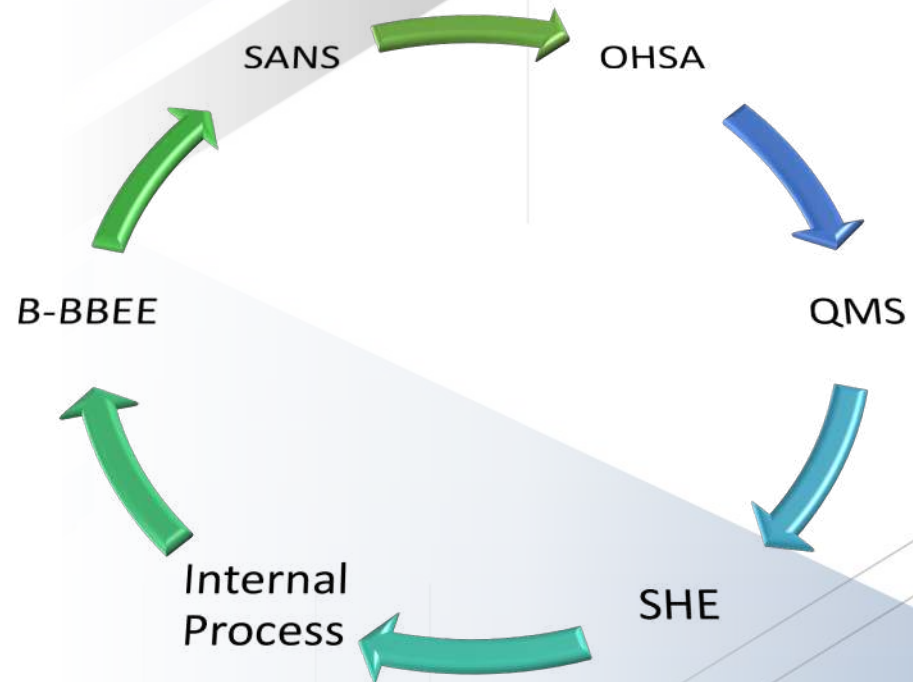 SANS
OHSA
QMS
SHE
Internal
Process
B-BBEE